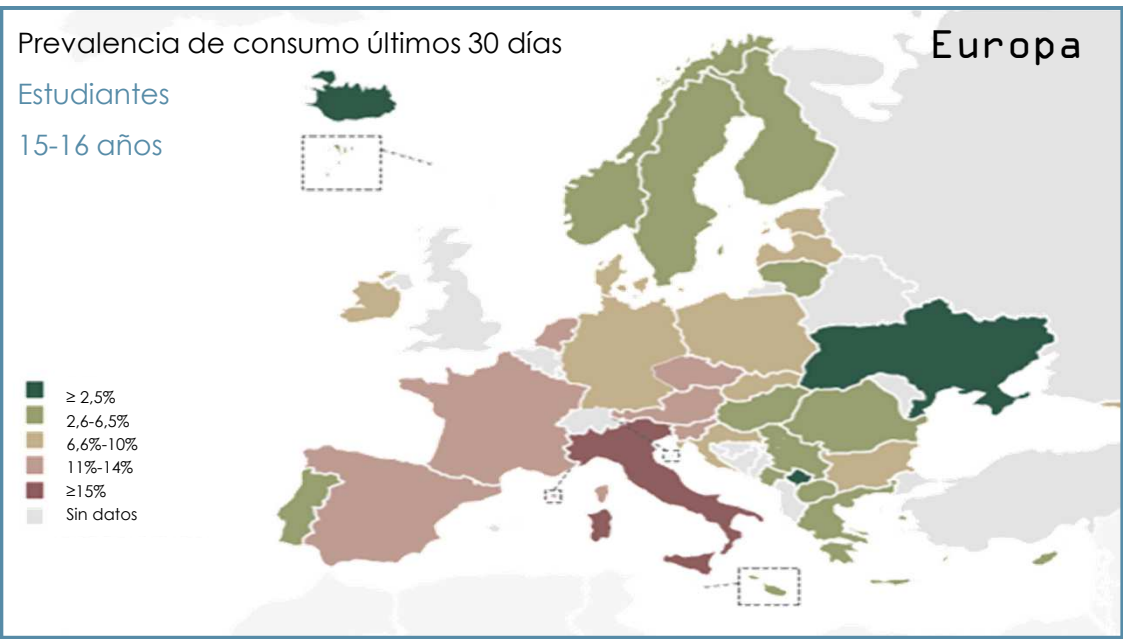 Prevalencia de consumo últimos 30 días
Europa
Estudiantes
15-16 años
≥ 2,5%
2,6-6,5%
6,6%-10%
11%-14%
≥15%
Sin datos